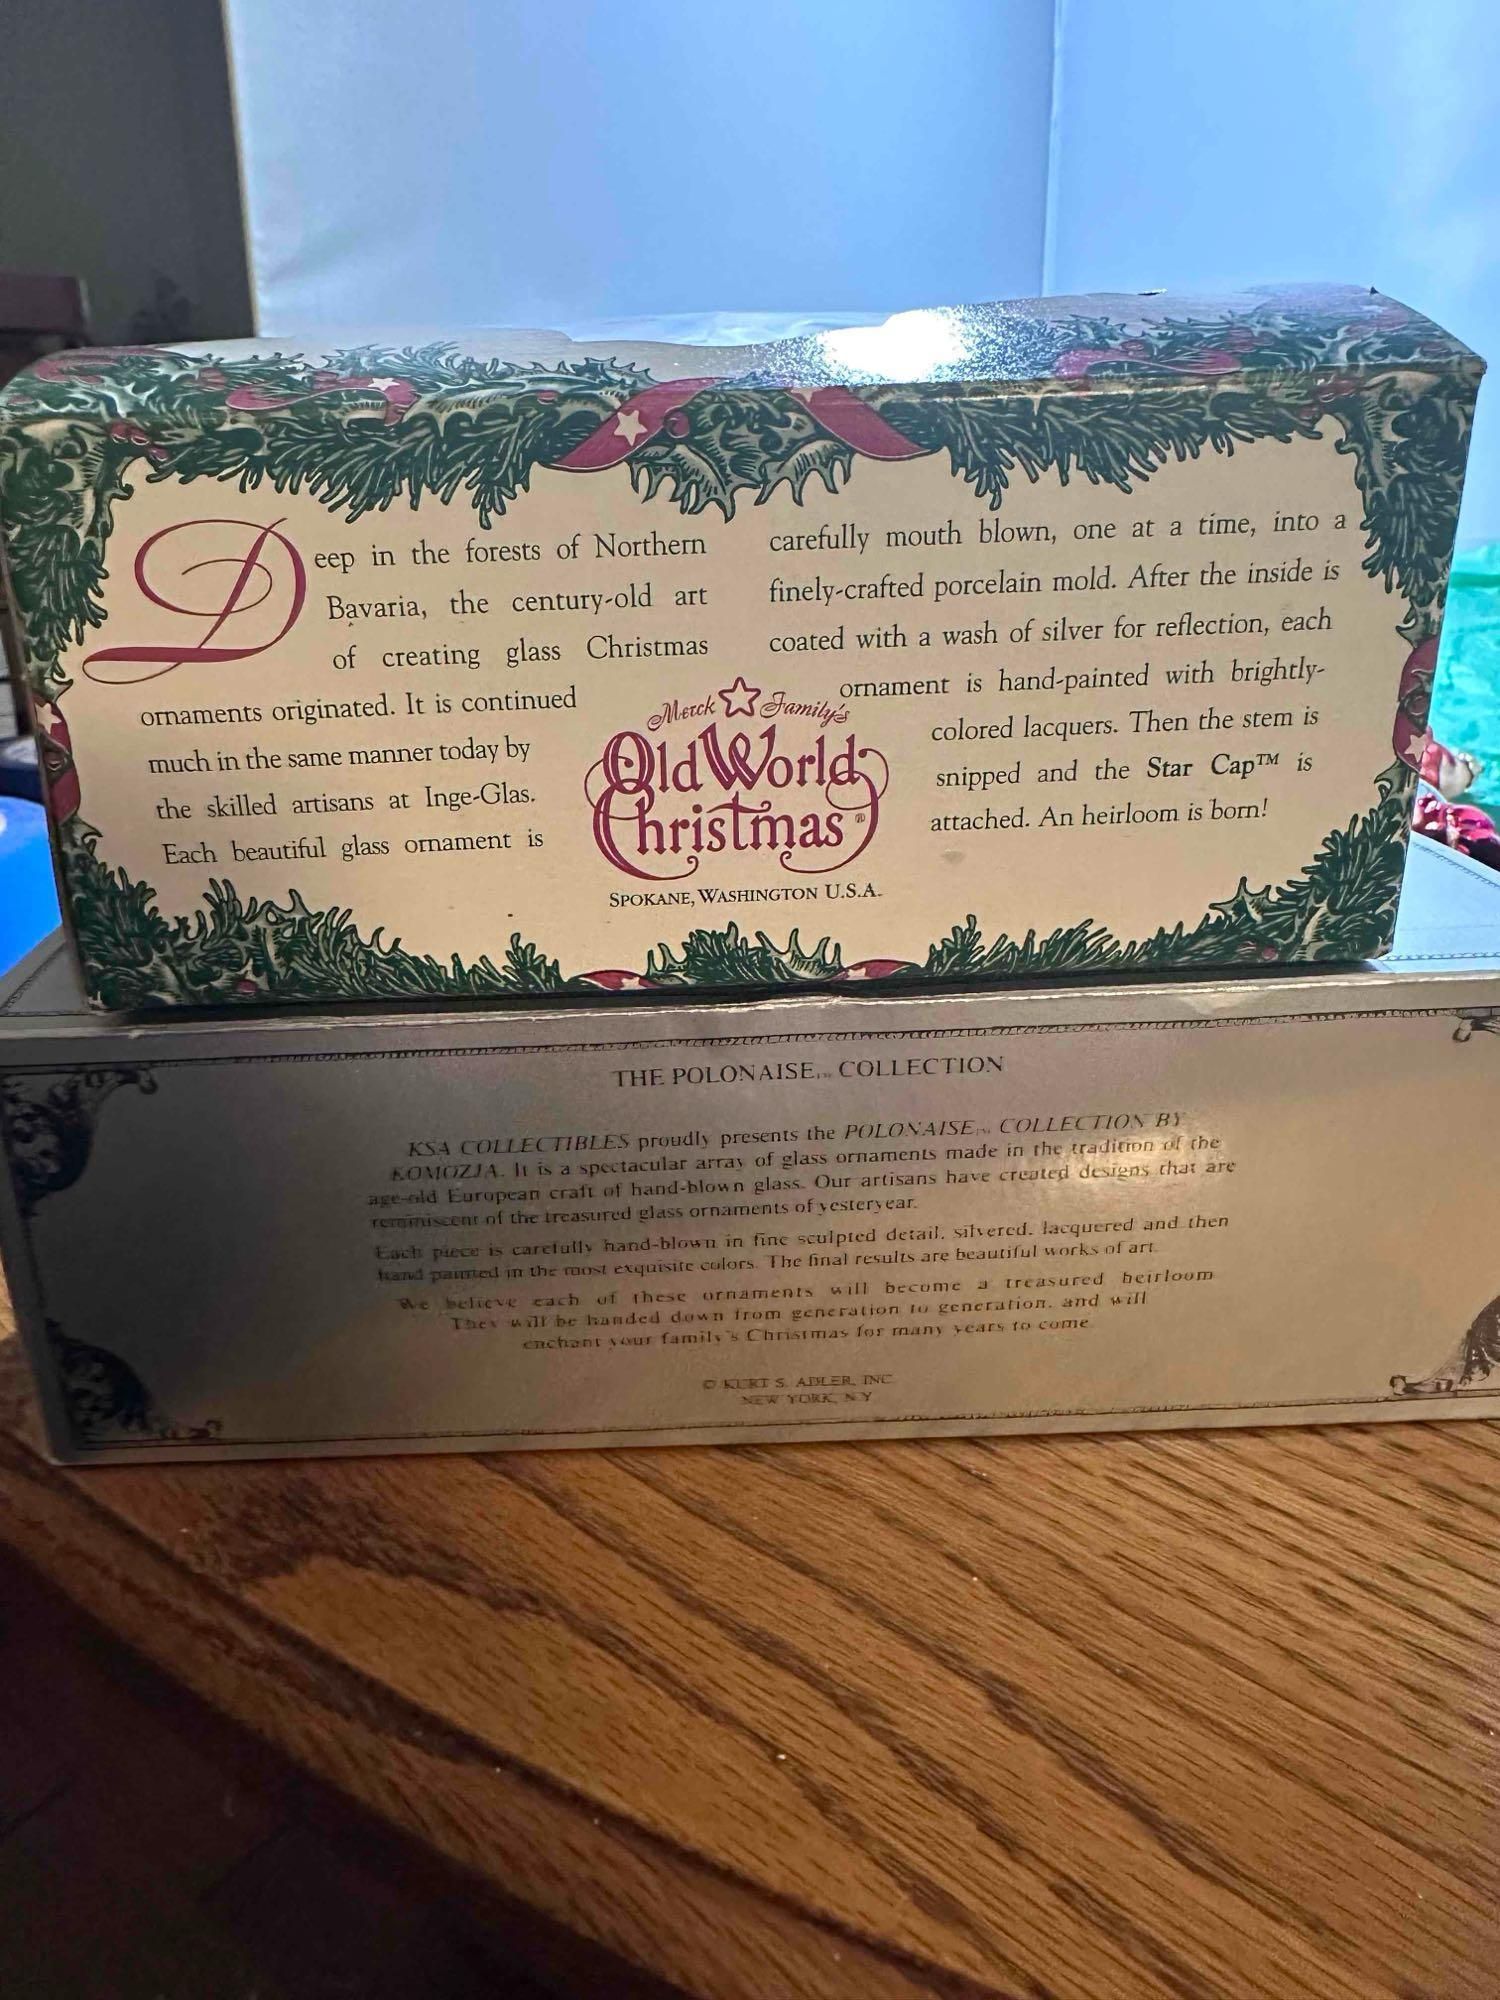 Deep in the forests of Northern
Bavaria, the century-old art
of creating glass Christmas
ornaments originated. It is continued
much in the same manner today by
the skilled artisans at Inge-Glas.
Each beautiful glass ornament is
carefully mouth blown, one at a time, into a
finely-crafted porcelain mold. After the inside is
coated with a wash of silver for reflection, each
ornament is hand-painted with brightly-
colored lacquers. Then the stem is
snipped and the Star Cap™ is
attached. An heirloom is born!
Merck Family's
Old World
Christmas®
SPOKANE, WASHINGTON U.S.A.
THE POLONAISE™ COLLECTION
KSA COLLECTIBLES proudly presents the POLONAISE™ COLLECTION BY
KOMOZJA. It is a spectacular array of glass ornaments made in the tradition of the
age-old European craft of hand-blown glass. Our artisans have created designs that are
reminiscent of the treasured glass ornaments of yesteryear.
Each piece is carefully hand-blown in fine sculpted detail, silvered, lacquered and then
hand painted in the most exquisite colors. The final results are beautiful works of art.
We believe each of these ornaments will become a treasured heirloom
They will be handed down from generation to generation, and will
enchant your family's Christmas for many years to come
© KURT S. ADLER, INC
NEW YORK, N Y